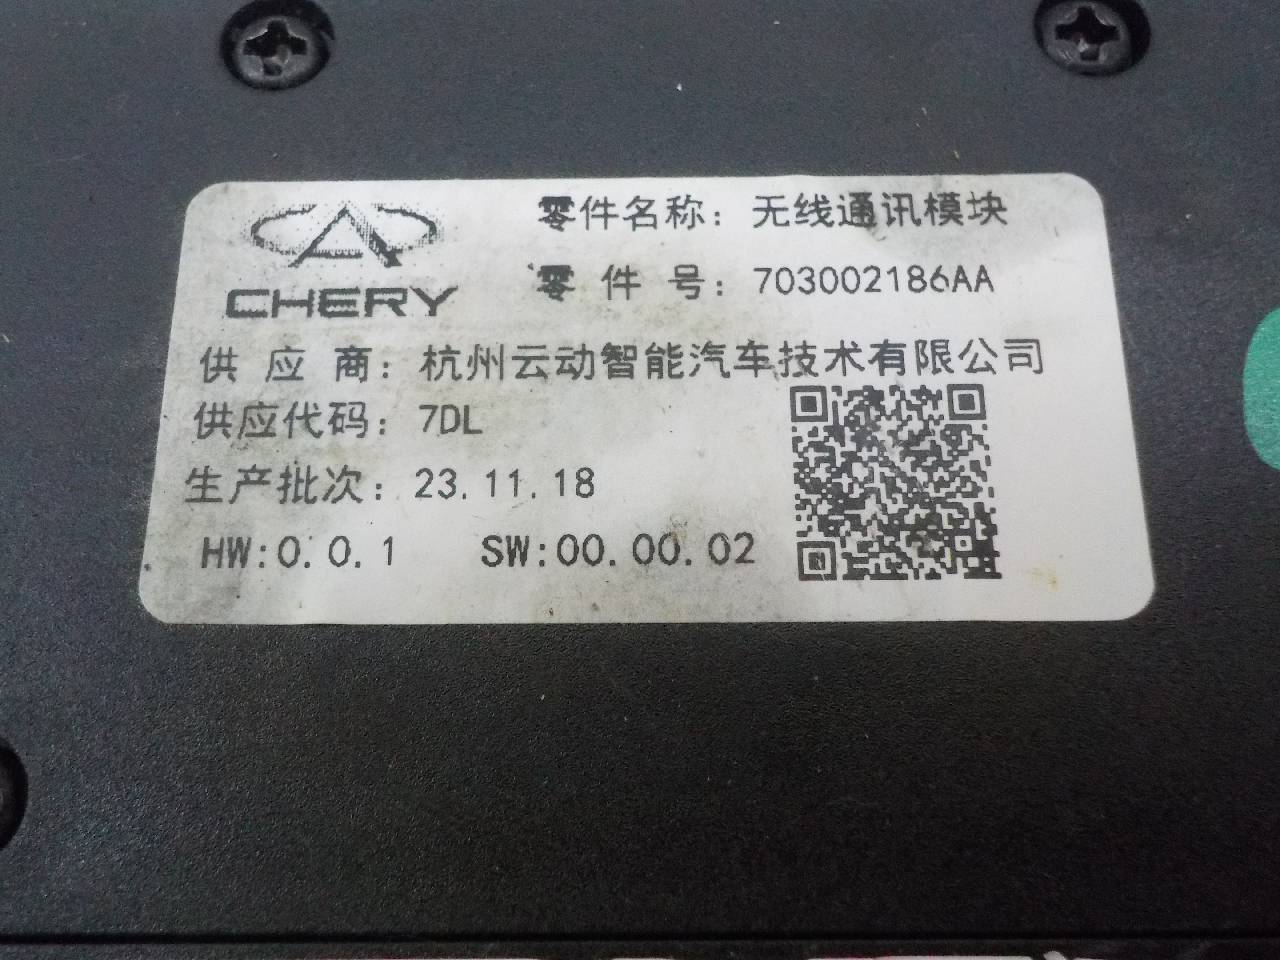 零件名称：无线通讯模块
CHERY
零件号：703002186AA
供应商：杭州云动智能汽车技术有限公司
供应代码：7DL
生产批次：23.11.18
HW:0.0.1 SW:00.00.02